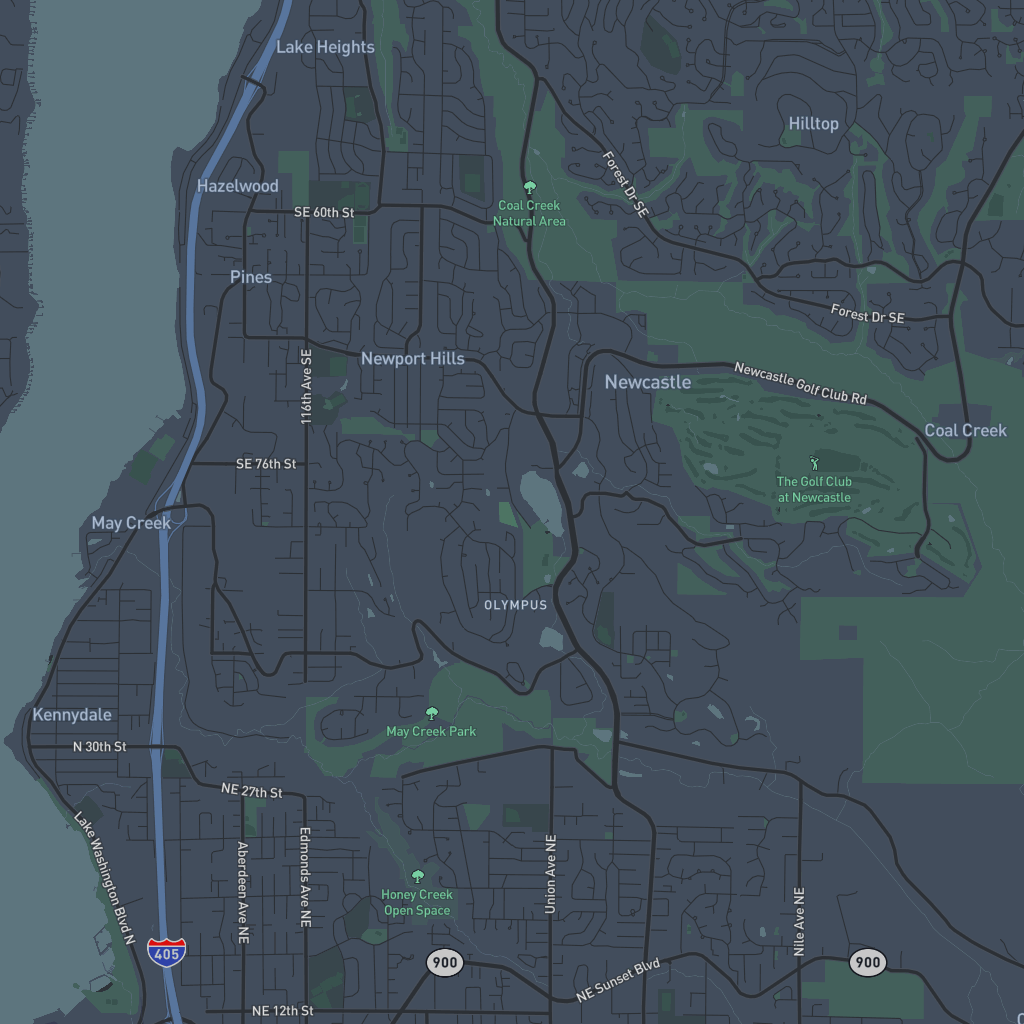 Lake Heights
Hilltop
Forest Dr SE
Hazelwood
SE 60th St
Coal Creek
Natural Area
Pines
Forest Dr SE
Newport Hills
116th Ave SE
Newcastle
Newcastle Golf Club Rd
Coal Creek
SE 76th St
The Golf Club
at Newcastle
May Creek
OLYMPUS
Kennydale
May Creek Park
N 30th St
NE 27th St
Lake Washington Blvd N
Aberdeen Ave NE
Edmonds Ave NE
Union Ave NE
Honey Creek
Open Space
Nile Ave NE
405
900
900
NE Sunset Blvd
NE 12th St